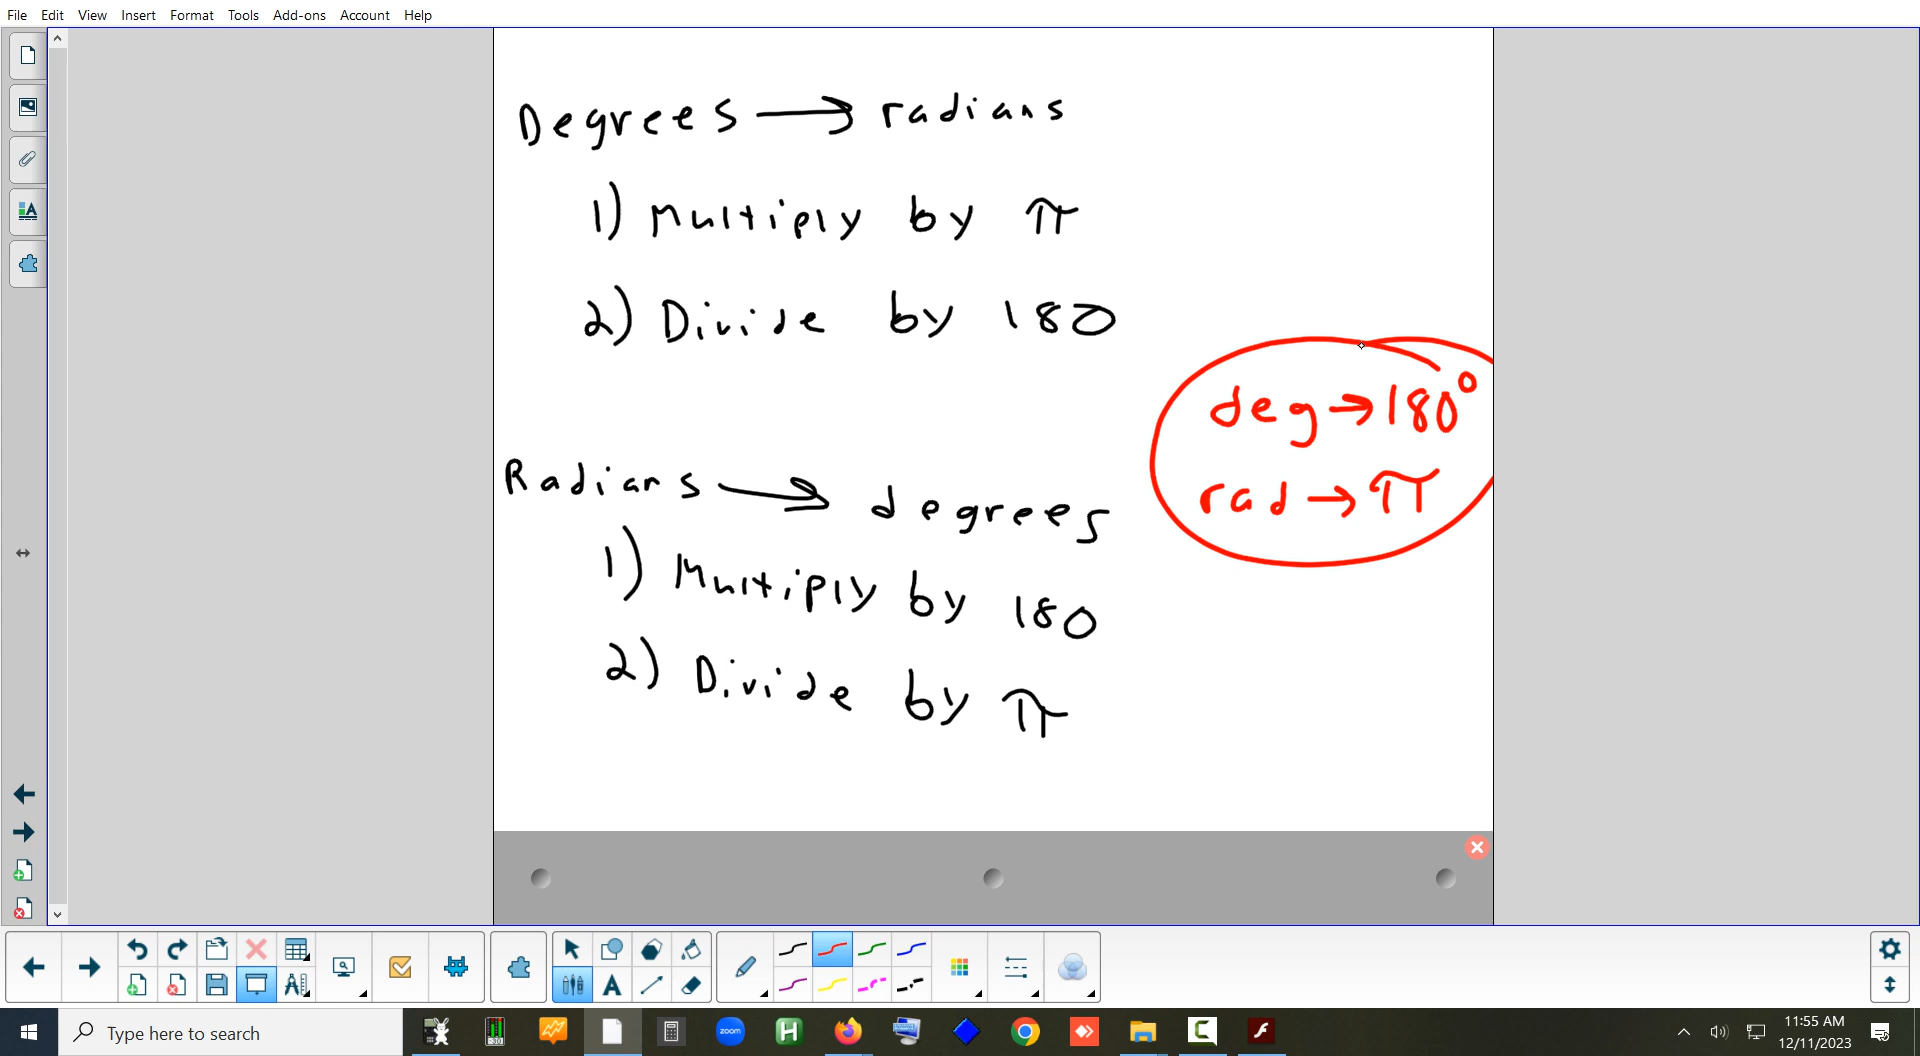 File Edit View Insert Format Tools Add-ons Account Help
Degrees → radians
1) Multiply by π
2) Divide by 180
deg → 180°
rad → π
Radians → degrees
1) Multiply by 180
2) Divide by π
Type here to search
zoom
11:55 AM
12/11/2023